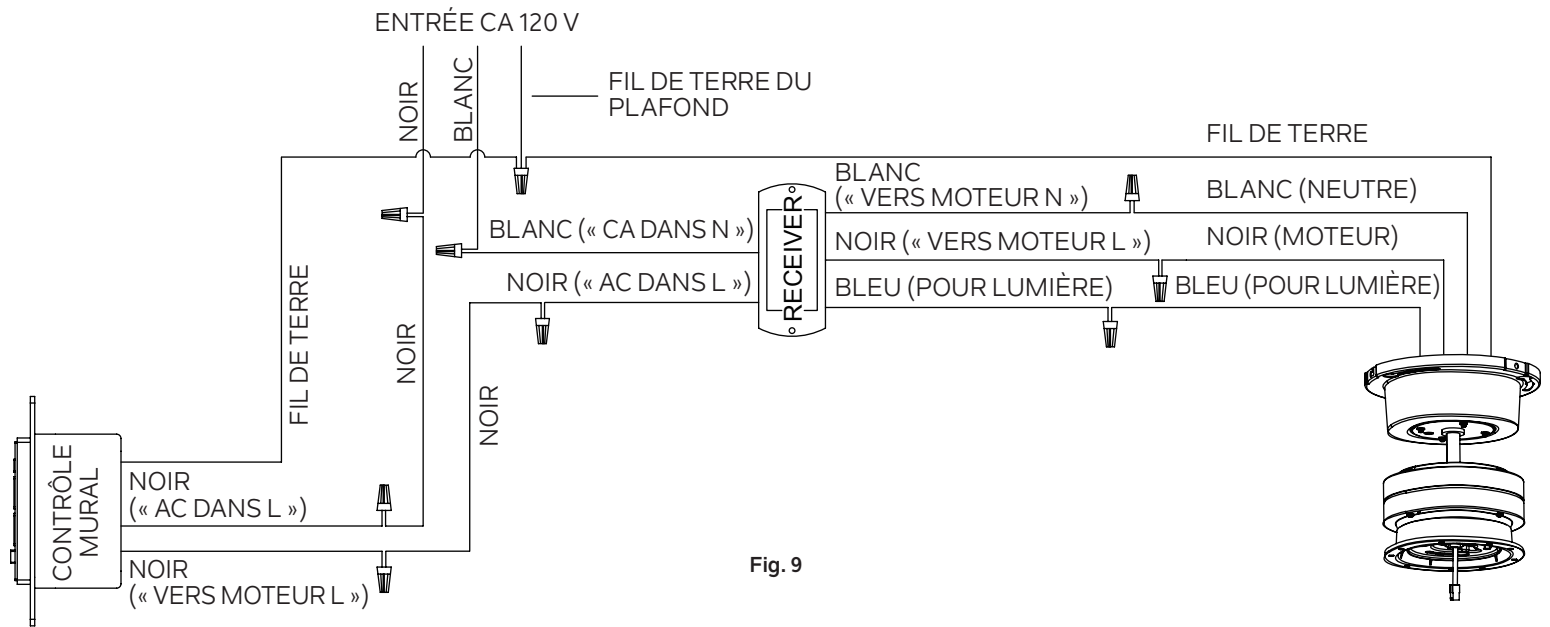 ENTRÉE CA 120 V
NOIR
BLANC
FIL DE TERRE DU
PLAFOND
FIL DE TERRE
BLANC
(« VERS MOTEUR N »)
BLANC (NEUTRE)
BLANC (« CA DANS N »)
RECEIVER
NOIR (« VERS MOTEUR L »)
NOIR (MOTEUR)
NOIR (« AC DANS L »)
BLEU (POUR LUMIÈRE)
BLEU (POUR LUMIÈRE)
FIL DE TERRE
NOIR
NOIR
CONTRÔLE
MURAL
NOIR
(« AC DANS L »)
NOIR
(« VERS MOTEUR L »)
Fig. 9